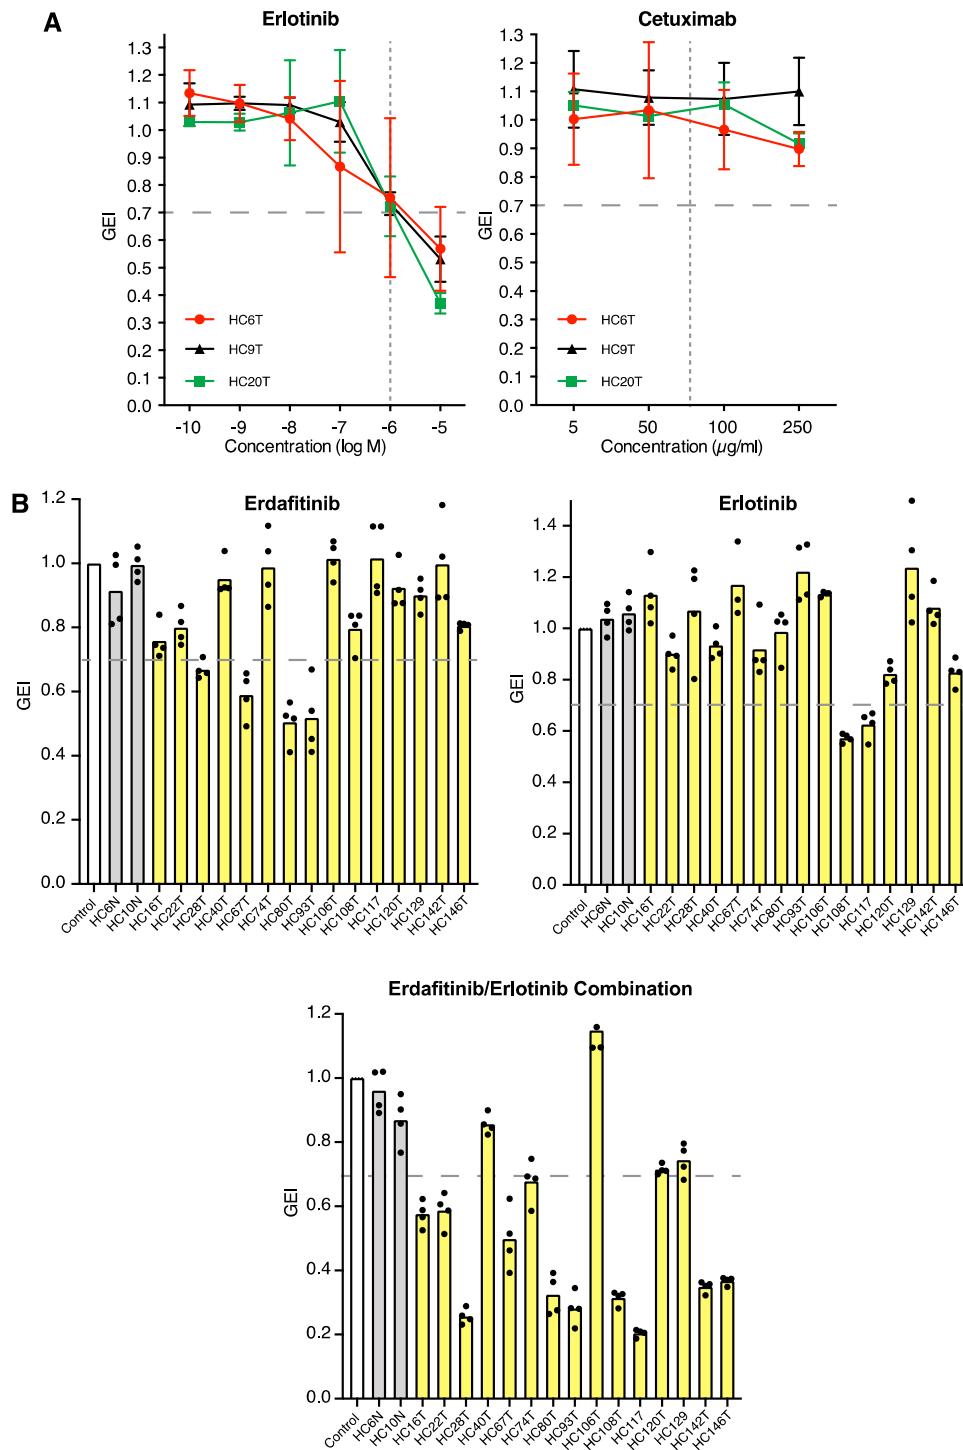 A
Erlotinib
Cetuximab
1.3
1.2
1.1
1.0
0.9
0.8
0.7
0.6
0.5
0.4
0.3
0.2
0.1
0.0
GEI
HC6T
HC9T
HC20T
-10 -9 -8 -7 -6 -5
Concentration (log M)
1.3
1.2
1.1
1.0
0.9
0.8
0.7
0.6
0.5
0.4
0.3
0.2
0.1
0.0
GEI
HC6T
HC9T
HC20T
5 50 100 250
Concentration (µg/ml)
B
Erdafitinib
1.2
1.0
0.8
0.6
0.4
0.2
0.0
GEI
Control HC6N HC10N HC16T HC22T HC28T HC40T HC67T HC74T HC80T HC93T HC106T HC108T HC117 HC120T HC129 HC142T HC146T
Erlotinib
1.4
1.2
1.0
0.8
0.6
0.4
0.2
0.0
GEI
Control HC6N HC10N HC16T HC22T HC28T HC40T HC67T HC74T HC80T HC93T HC106T HC108T HC117 HC120T HC129 HC142T HC146T
Erdafitinib/Erlotinib Combination
1.2
1.0
0.8
0.6
0.4
0.2
0.0
GEI
Control HC6N HC10N HC16T HC22T HC28T HC40T HC67T HC74T HC80T HC93T HC106T HC108T HC117 HC120T HC129 HC142T HC146T